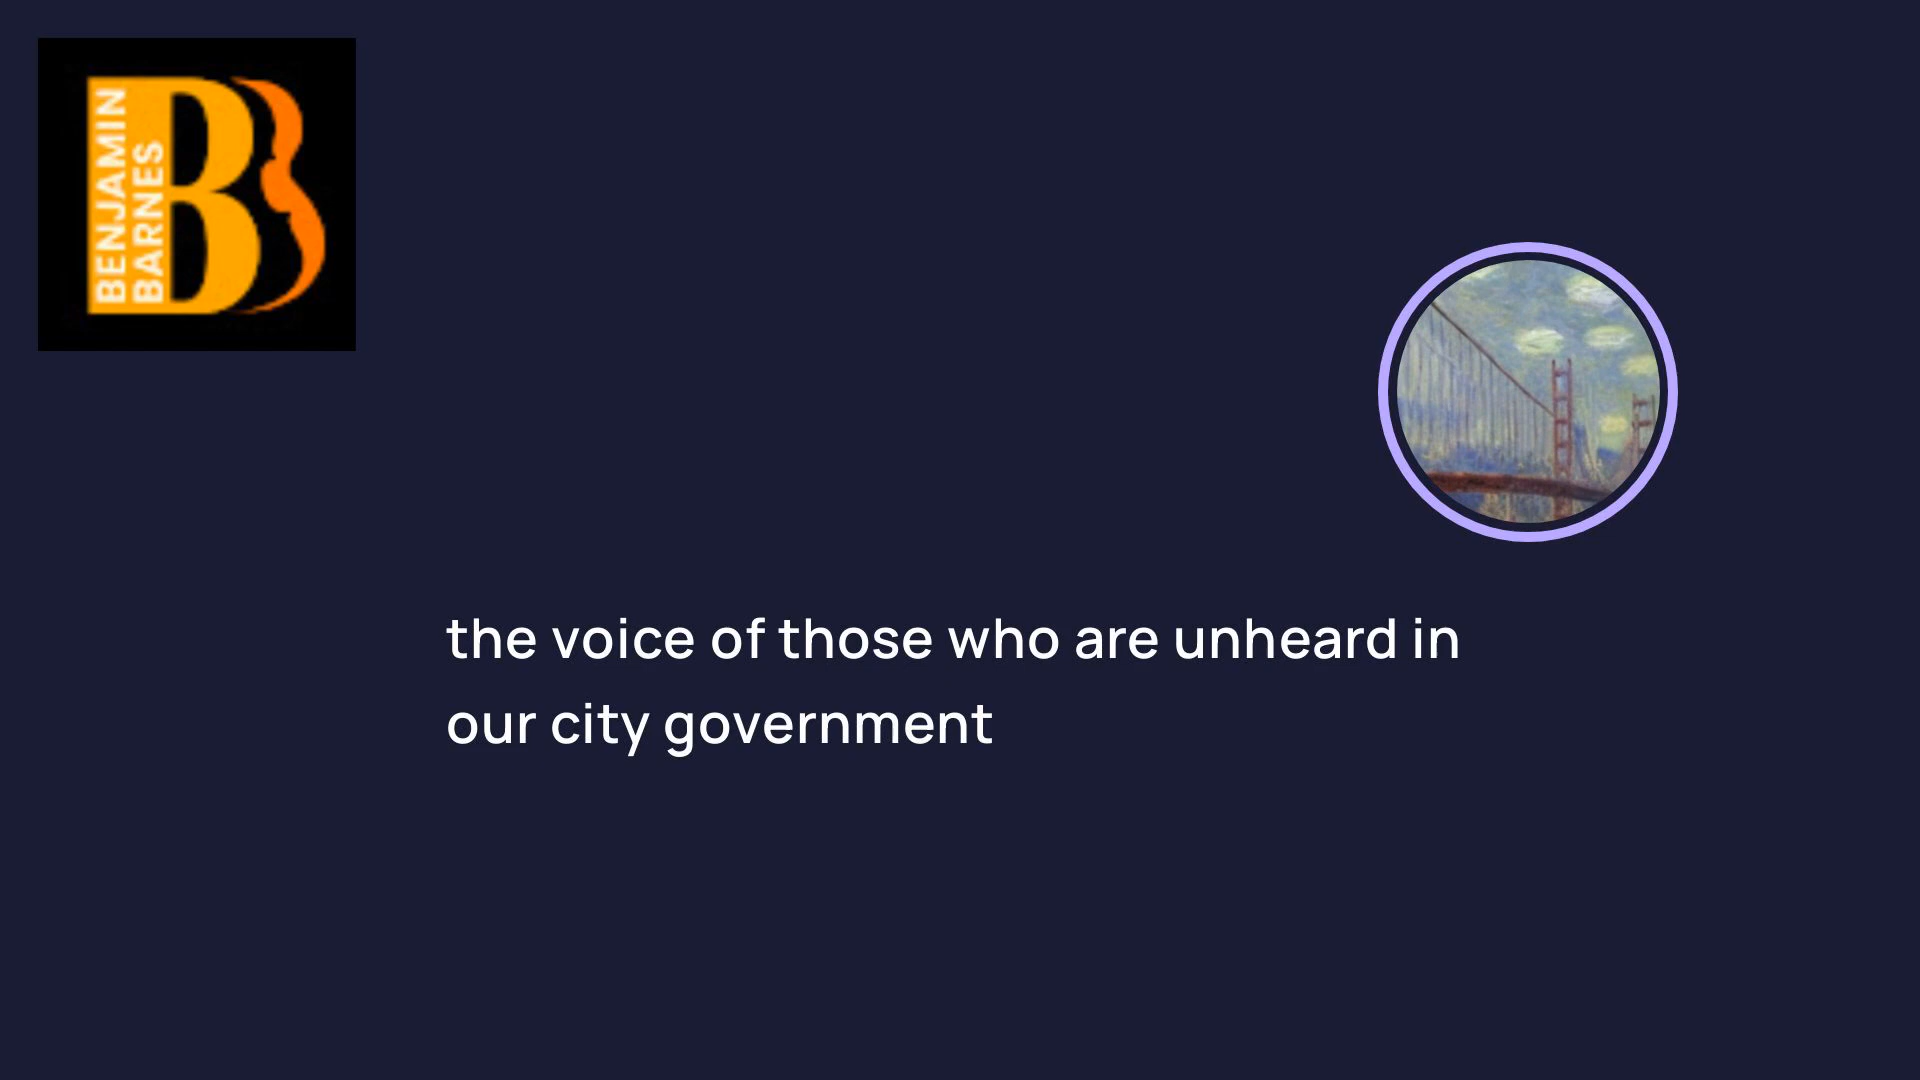 BENJAMIN
BARNES
the voice of those who are unheard in
our city government